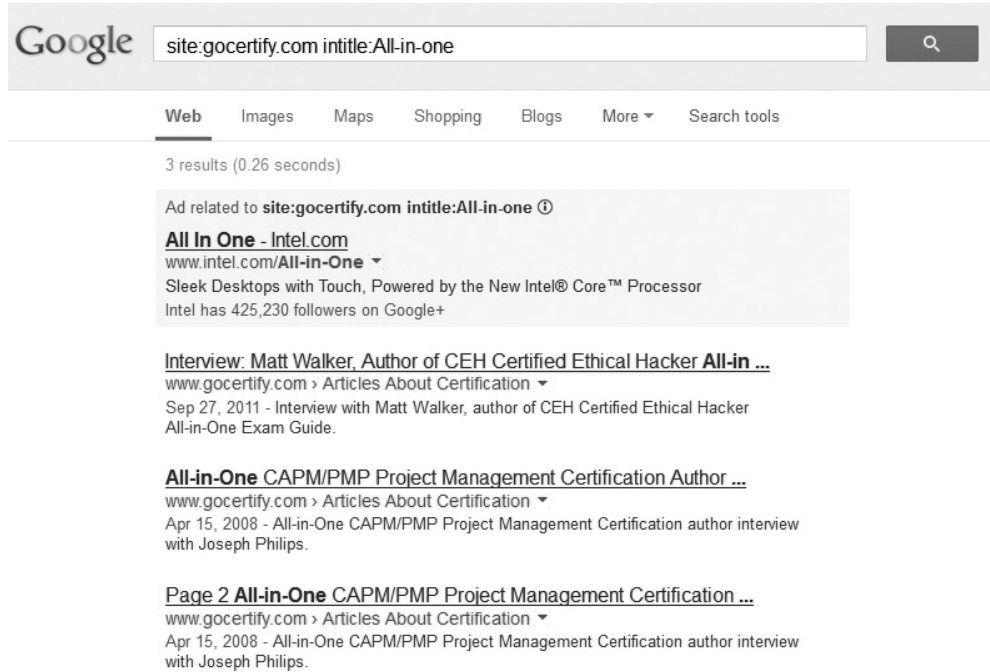 Google
site:gocertify.com intitle:All-in-one
Web Images Maps Shopping Blogs More Search tools
3 results (0.26 seconds)
Ad related to site:gocertify.com intitle:All-in-one
All In One - Intel.com
www.intel.com/All-in-One
Sleek Desktops with Touch, Powered by the New Intel® Core™ Processor
Intel has 425,230 followers on Google+
Interview: Matt Walker, Author of CEH Certified Ethical Hacker All-in ...
www.gocertify.com › Articles About Certification
Sep 27, 2011 - Interview with Matt Walker, author of CEH Certified Ethical Hacker
All-in-One Exam Guide.
All-in-One CAPM/PMP Project Management Certification Author ...
www.gocertify.com › Articles About Certification
Apr 15, 2008 - All-in-One CAPM/PMP Project Management Certification author interview
with Joseph Philips.
Page 2 All-in-One CAPM/PMP Project Management Certification ...
www.gocertify.com › Articles About Certification
Apr 15, 2008 - All-in-One CAPM/PMP Project Management Certification author interview
with Joseph Philips.